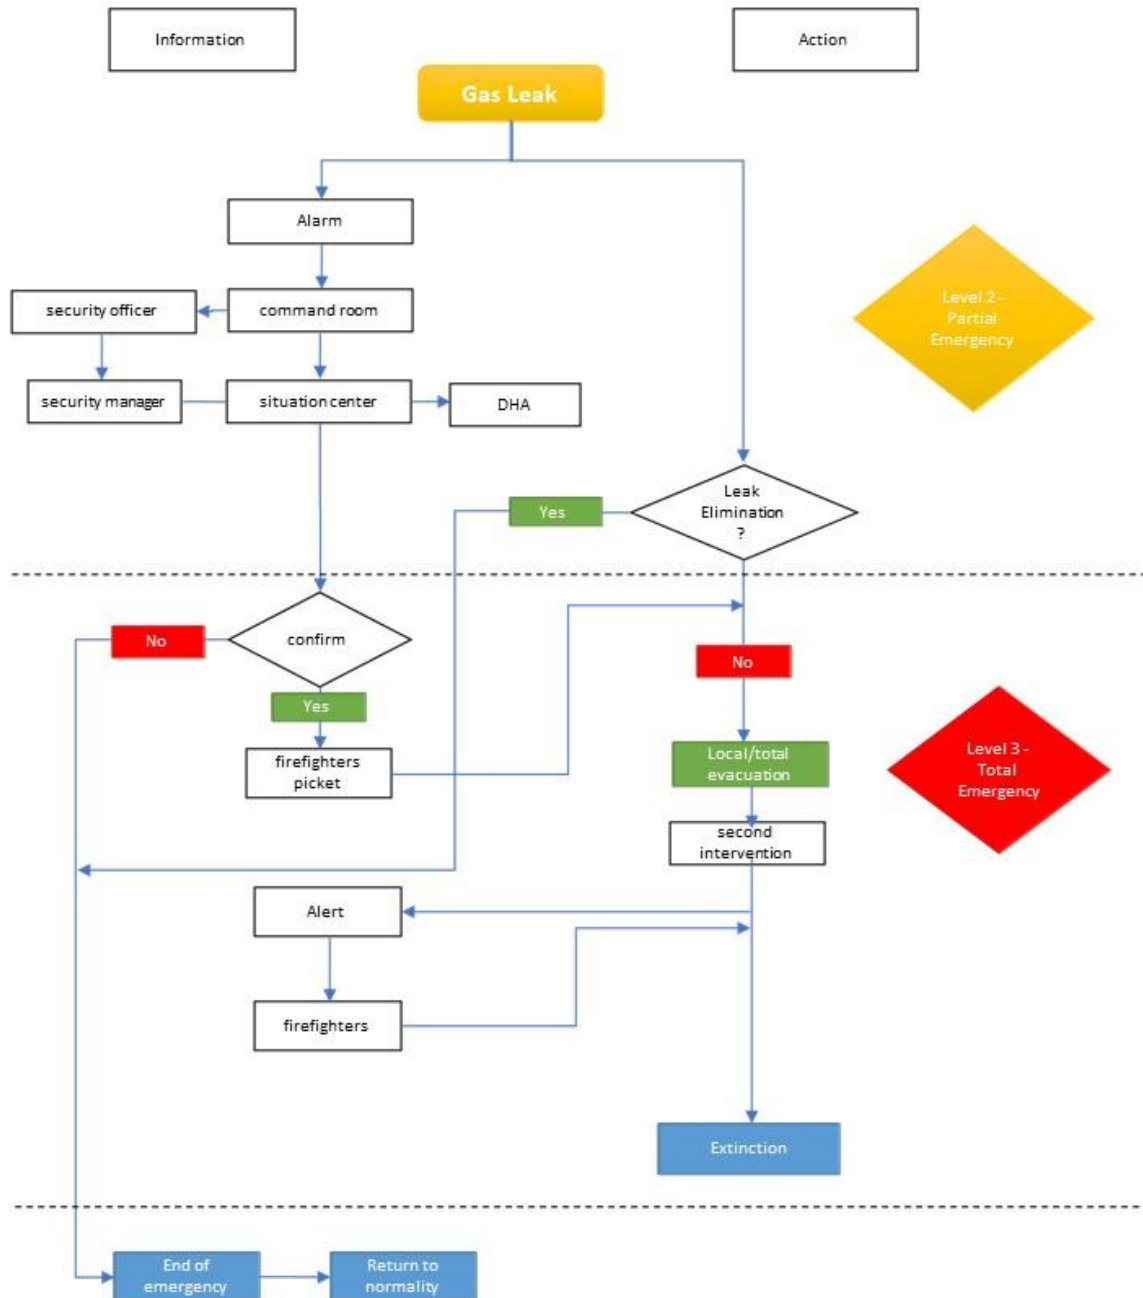 Information
Action
Gas Leak
Alarm
security officer
command room
Level 2 -
Partial
Emergency
security manager
situation center
DHA
Leak
Elimination
?
Yes
No
confirm
No
Yes
firefighters
picket
Local/total
evacuation
Level 3 -
Total
Emergency
second
intervention
Alert
firefighters
Extinction
End of
emergency
Return to
normality